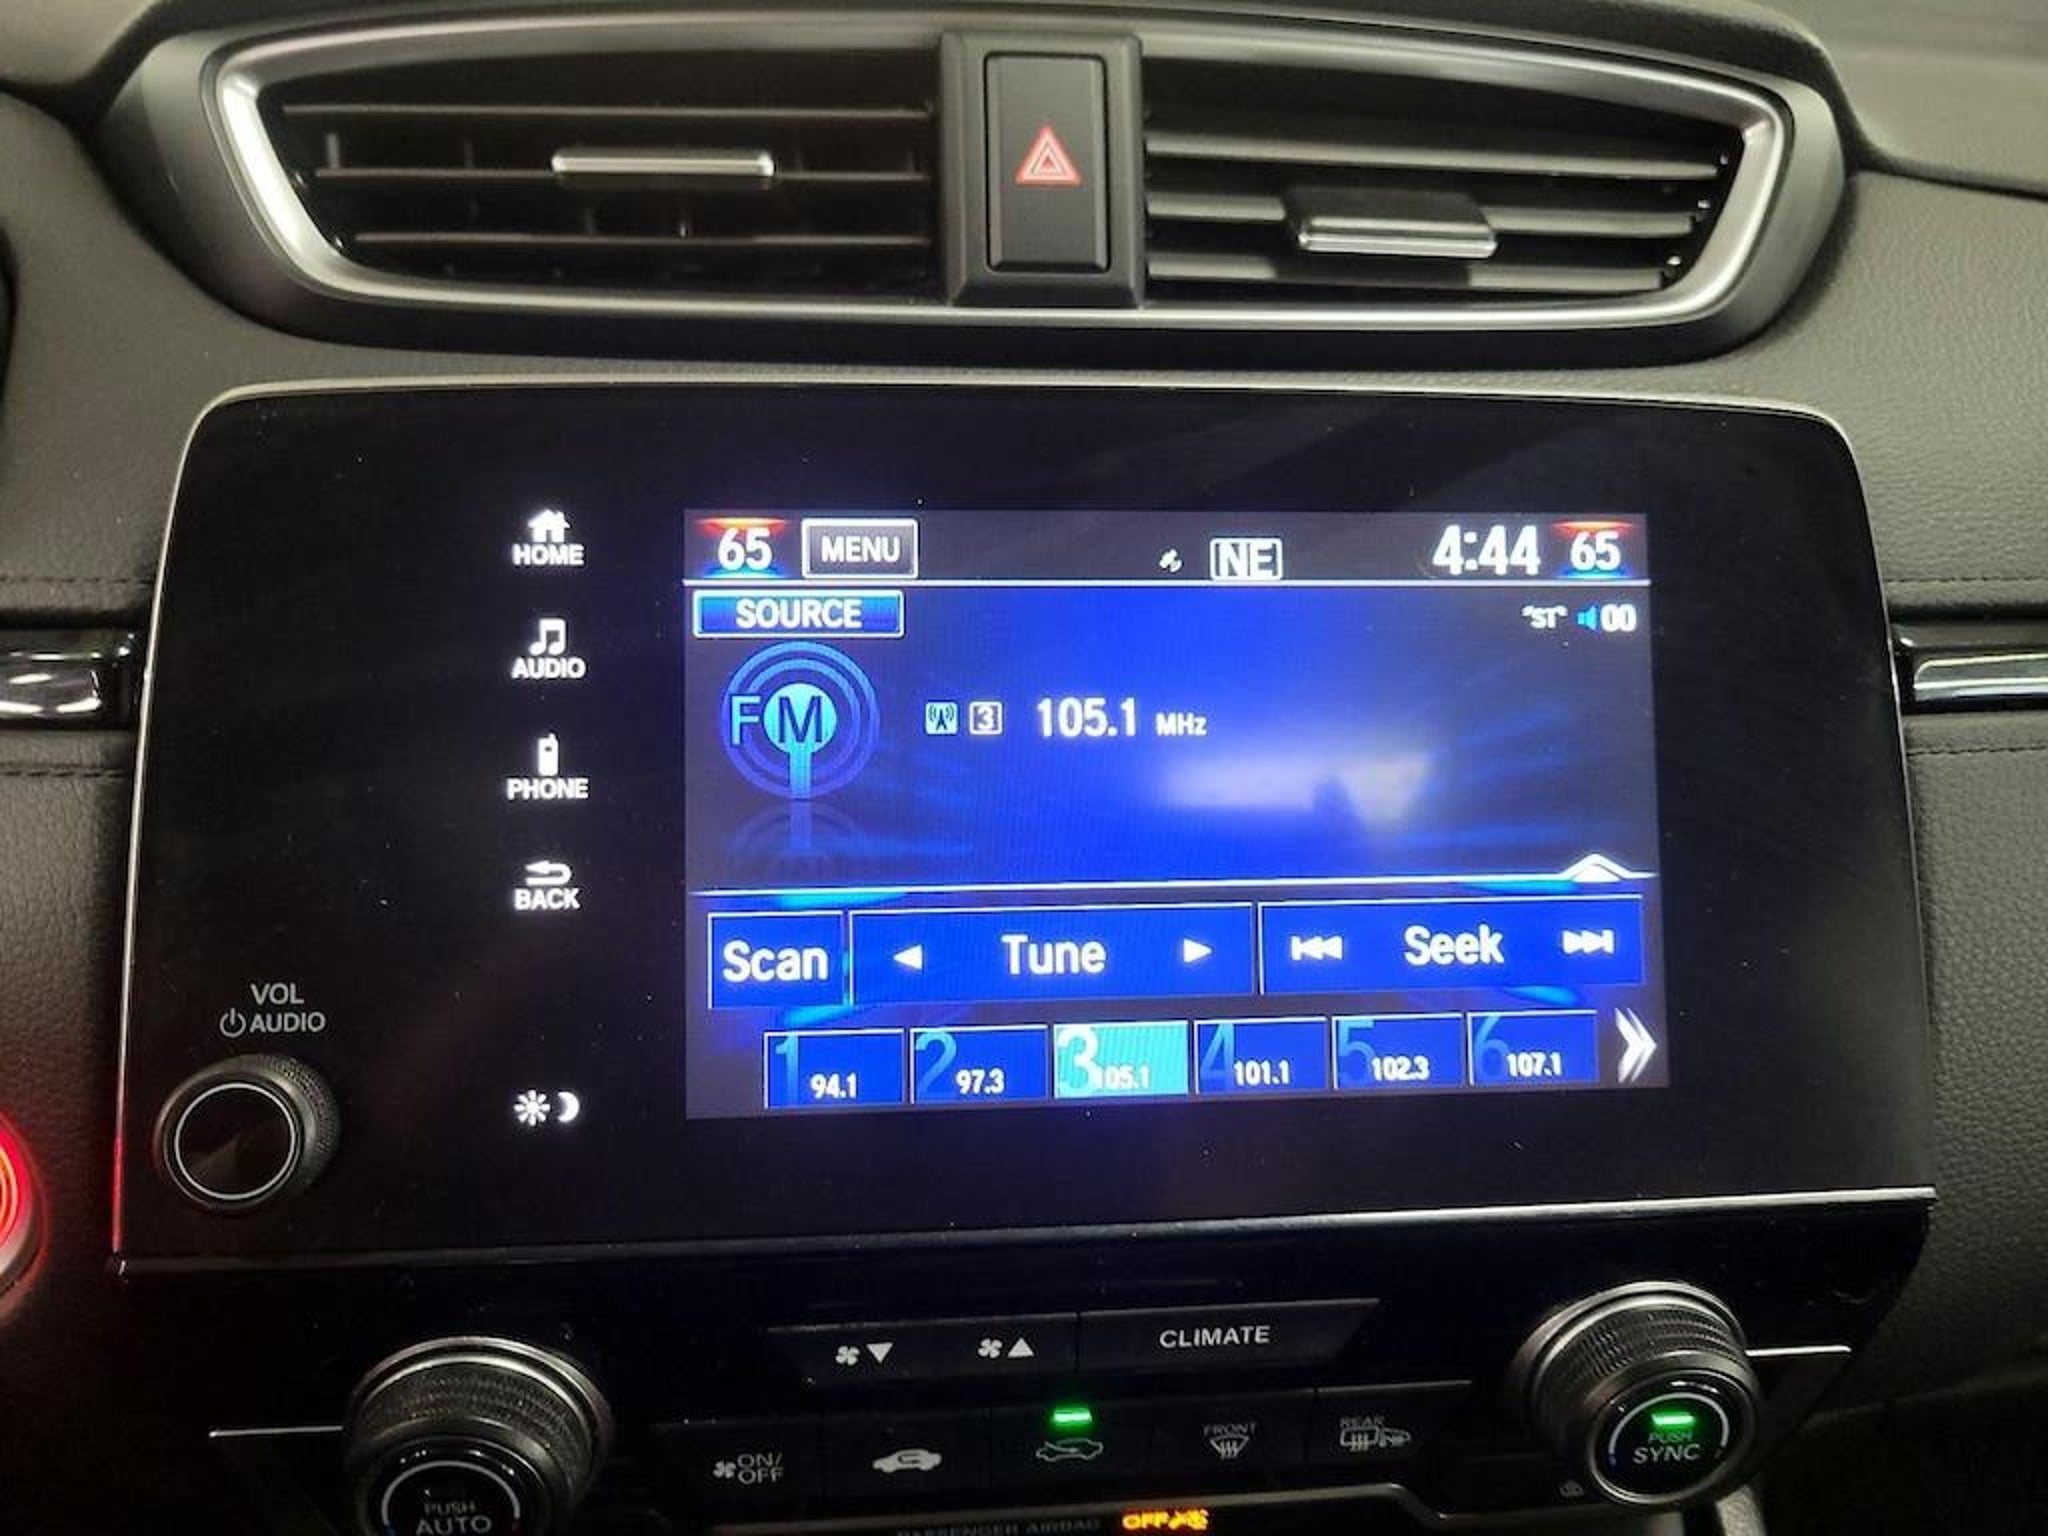 HOME
AUDIO
PHONE
BACK
VOL
AUDIO
65 MENU NE 4:44 65
SOURCE "ST" 00
FM 3 105.1 MHz
Scan Tune Seek
1 94.1 2 97.3 3 105.1 4 101.1 5 102.3 6 107.1
CLIMATE
ON/
OFF
FRONT
REAR
PUSH
SYNC
PUSH
AUTO
PASSENGER AIRBAG OFF